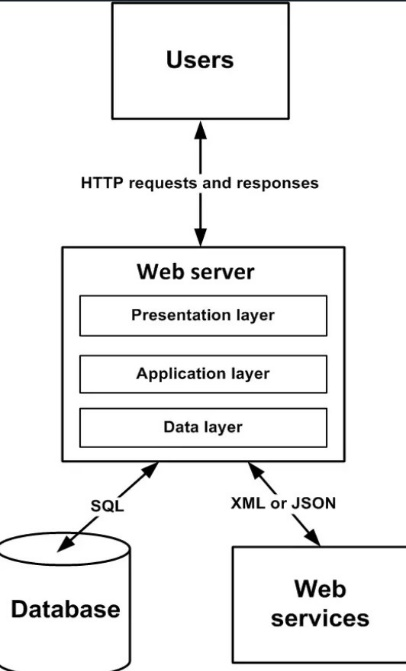 Users
HTTP requests and responses
Web server
Presentation layer
Application layer
Data layer
SQL
XML or JSON
Database
Web
services